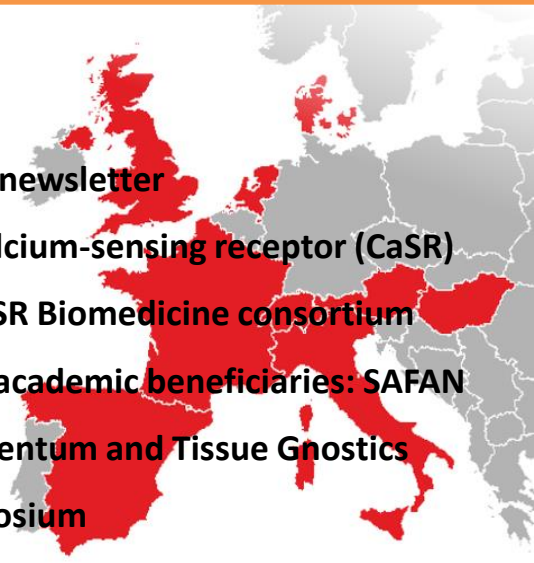 newsletter
lcium-sensing receptor (CaSR)
SR Biomedicine consortium
academic beneficiaries: SAFAN
entum and Tissue Gnostics
osium